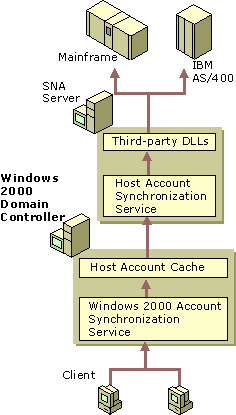 Mainframe
IBM
AS/400
SNA
Server
Third-party DLLs
Host Account
Synchronization
Service
Windows
2000
Domain
Controller
Host Account Cache
Windows 2000 Account
Synchronization
Service
Client